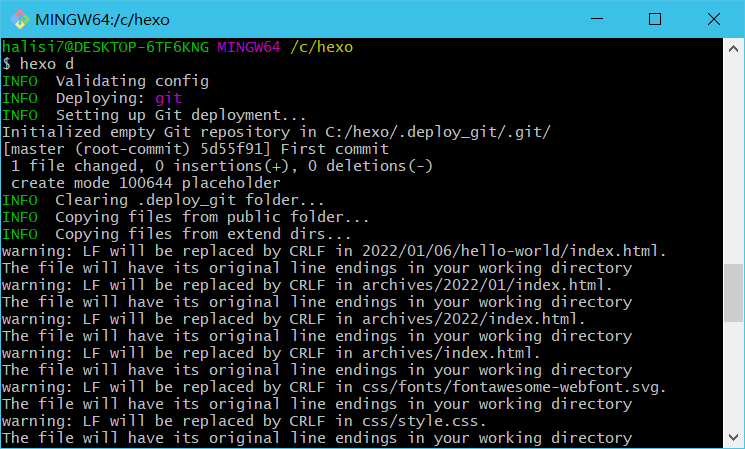 MINGW64:/c/hexo
halisi7@DESKTOP-6TF6KNG MINGW64 /c/hexo
$ hexo d
INFO  Validating config
INFO  Deploying: git
INFO  Setting up Git deployment...
Initialized empty Git repository in C:/hexo/.deploy_git/.git/
[master (root-commit) 5d55f91] First commit
 1 file changed, 0 insertions(+), 0 deletions(-)
 create mode 100644 placeholder
INFO  Clearing .deploy_git folder...
INFO  Copying files from public folder...
INFO  Copying files from extend dirs...
warning: LF will be replaced by CRLF in 2022/01/06/hello-world/index.html.
The file will have its original line endings in your working directory
warning: LF will be replaced by CRLF in archives/2022/01/index.html.
The file will have its original line endings in your working directory
warning: LF will be replaced by CRLF in archives/2022/index.html.
The file will have its original line endings in your working directory
warning: LF will be replaced by CRLF in archives/index.html.
The file will have its original line endings in your working directory
warning: LF will be replaced by CRLF in css/fonts/fontawesome-webfont.svg.
The file will have its original line endings in your working directory
warning: LF will be replaced by CRLF in css/style.css.
The file will have its original line endings in your working directory